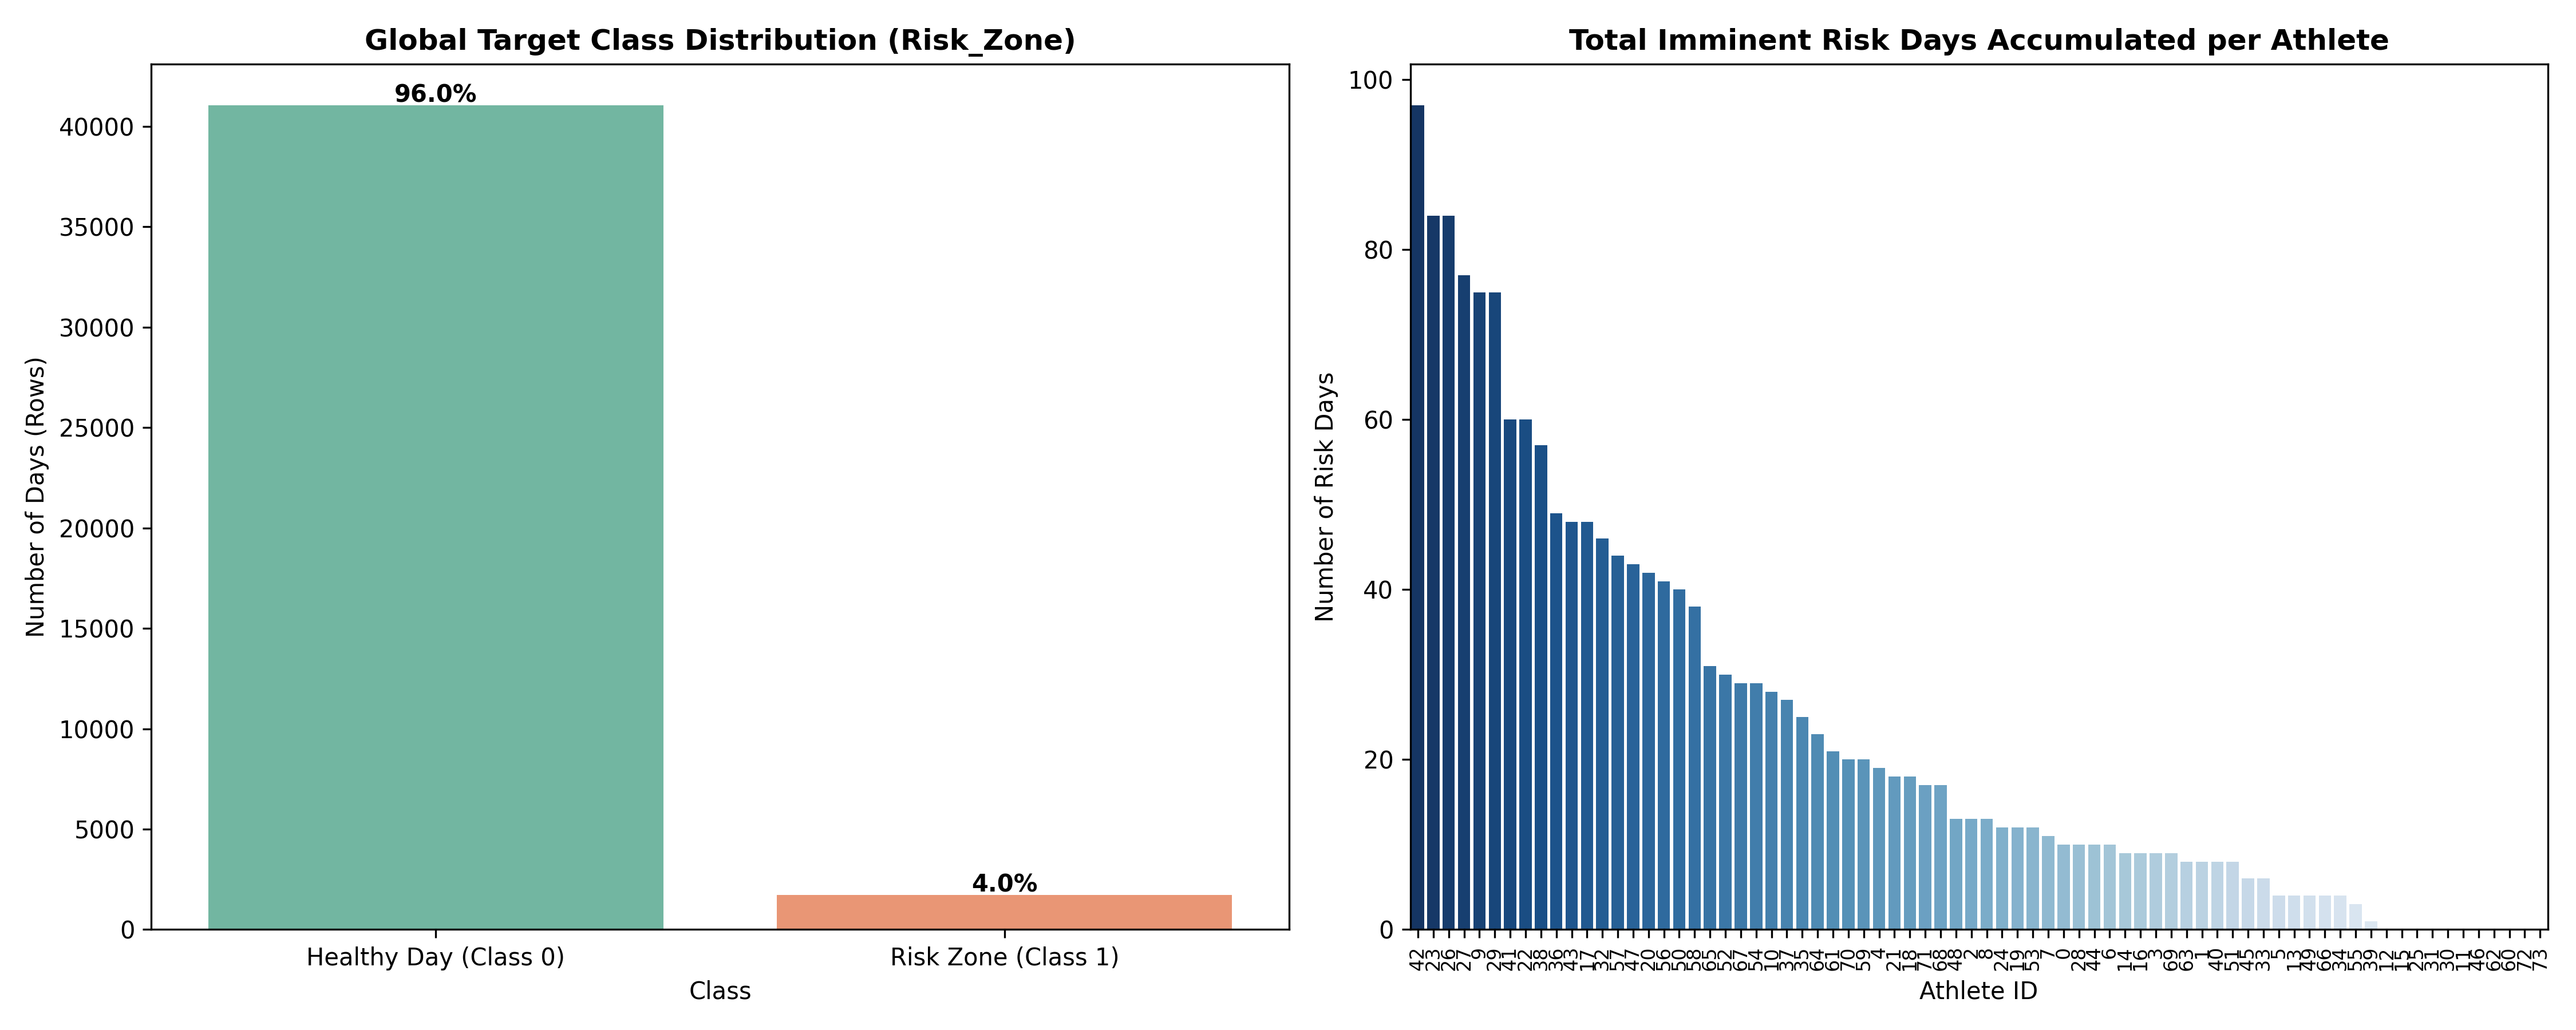 Global Target Class Distribution (Risk_Zone)
Number of Days (Rows)
40000
35000
30000
25000
20000
15000
10000
5000
0
96.0%
4.0%
Healthy Day (Class 0) Risk Zone (Class 1)
Class
Total Imminent Risk Days Accumulated per Athlete
Number of Risk Days
100
80
60
40
20
0
42 23 26 27 9 29 41 22 38 36 43 17 32 57 47 20 56 50 58 65 52 67 54 10 37 35 64 61 70 59 4 21 18 71 68 48 2 8 24 19 53 7 0 28 44 6 14 16 3 69 63 1 40 51 45 33 5 13 49 66 34 55 39 12 15 25 31 30 11 46 62 60 72 73
Athlete ID